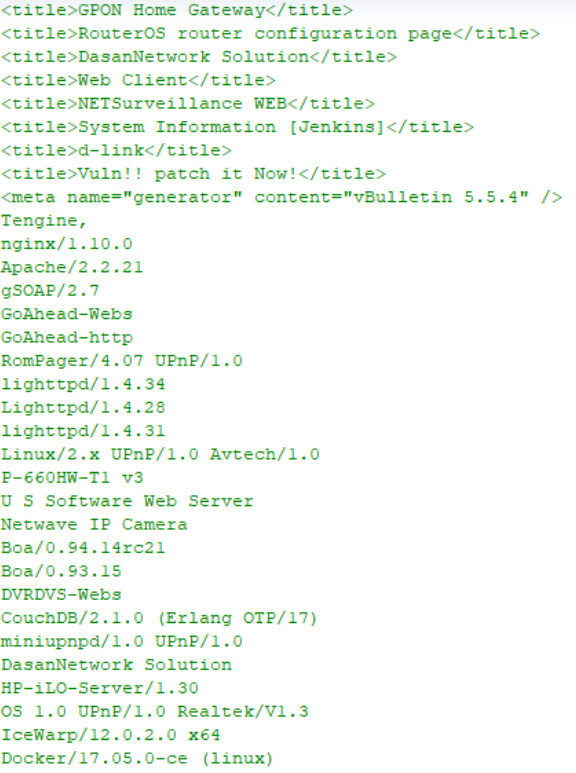 <title>GPON Home Gateway</title>
<title>RouterOS router configuration page</title>
<title>DasanNetwork Solution</title>
<title>Web Client</title>
<title>NETSurveillance WEB</title>
<title>System Information [Jenkins]</title>
<title>d-link</title>
<title>Vuln!! patch it Now!</title>
<meta name="generator" content="vBulletin 5.5.4" />
Tengine,
nginx/1.10.0
Apache/2.2.21
gSOAP/2.7
GoAhead-Webs
GoAhead-http
RomPager/4.07 UPnP/1.0
lighttpd/1.4.34
Lighttpd/1.4.28
lighttpd/1.4.31
Linux/2.x UPnP/1.0 Avtech/1.0
P-660HW-T1 v3
U S Software Web Server
Netwave IP Camera
Boa/0.94.14rc21
Boa/0.93.15
DVRDVS-Webs
CouchDB/2.1.0 (Erlang OTP/17)
miniupnpd/1.0 UPnP/1.0
DasanNetwork Solution
HP-iLO-Server/1.30
OS 1.0 UPnP/1.0 Realtek/V1.3
IceWarp/12.0.2.0 x64
Docker/17.05.0-ce (linux)